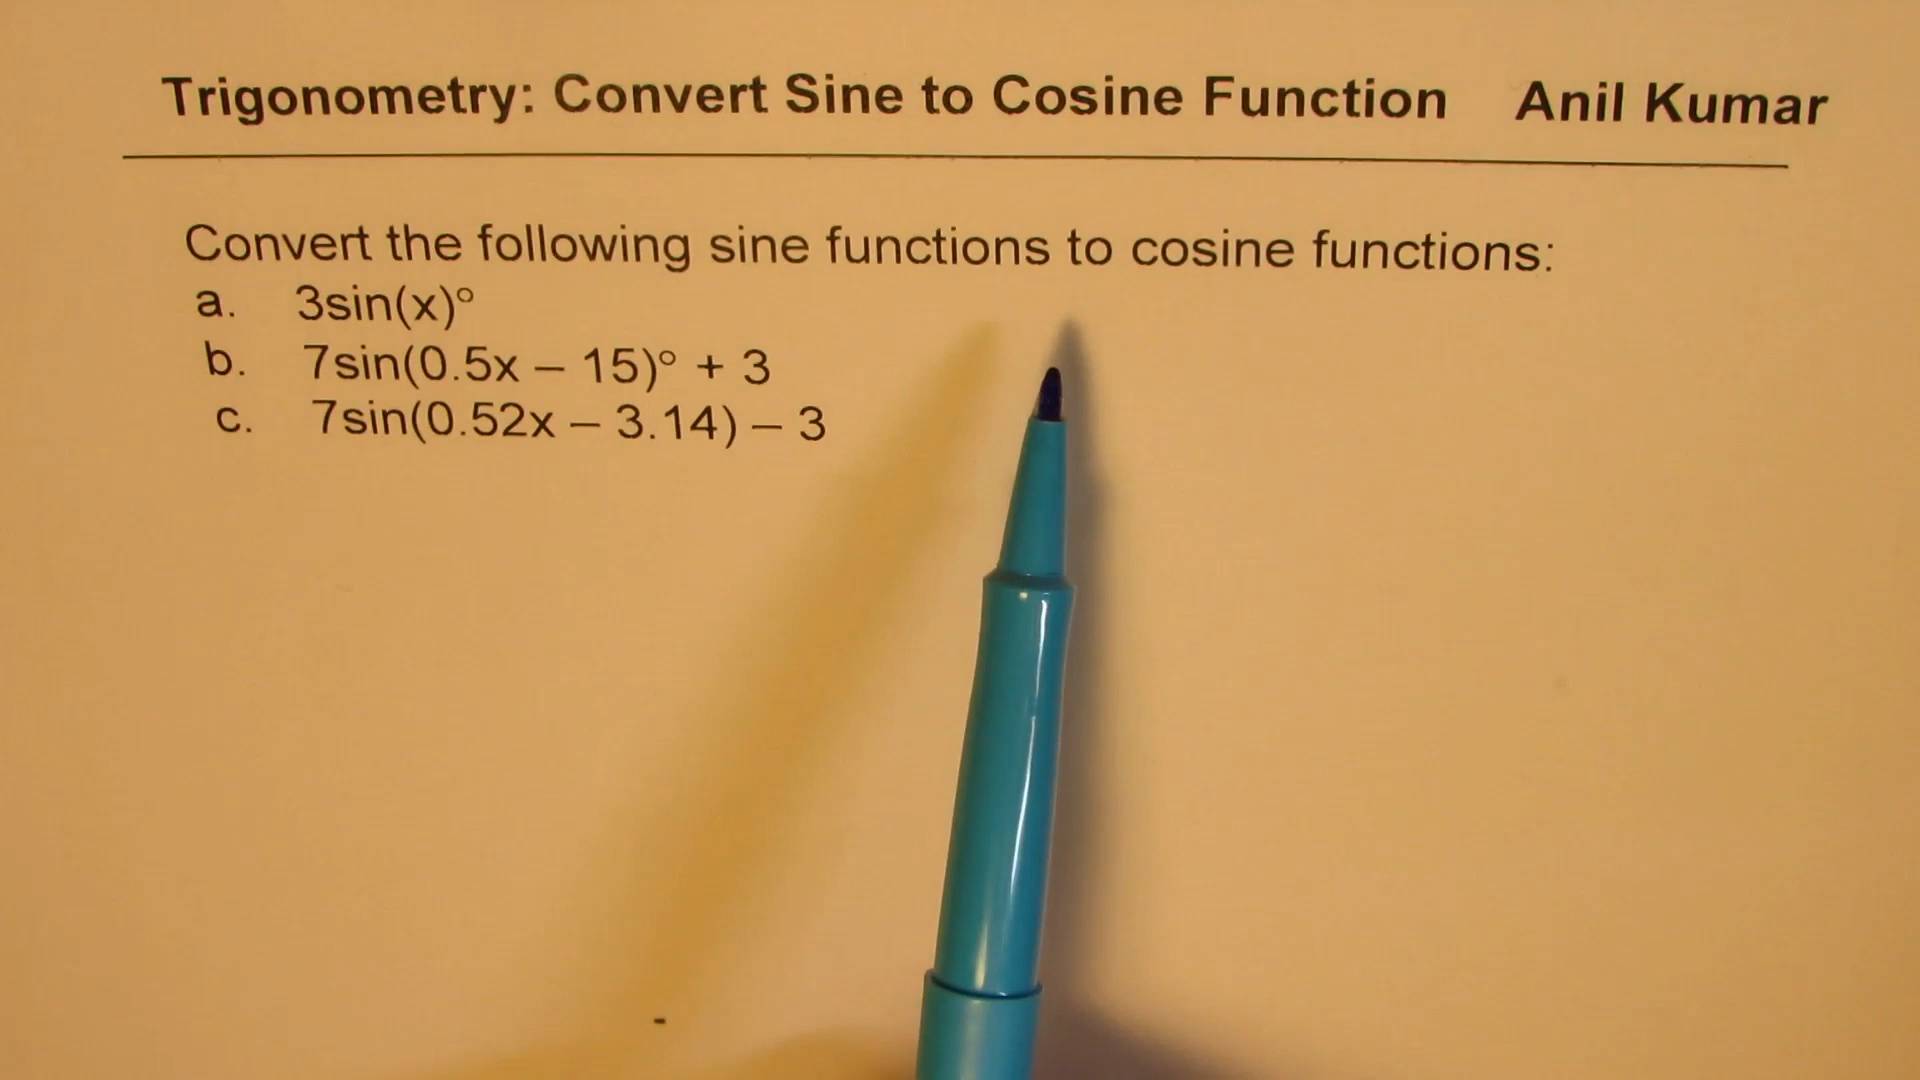 Trigonometry: Convert Sine to Cosine Function Anil Kumar
Convert the following sine functions to cosine functions:
a. 3sin(x)°
b. 7sin(0.5x – 15)° + 3
c. 7sin(0.52x – 3.14) – 3